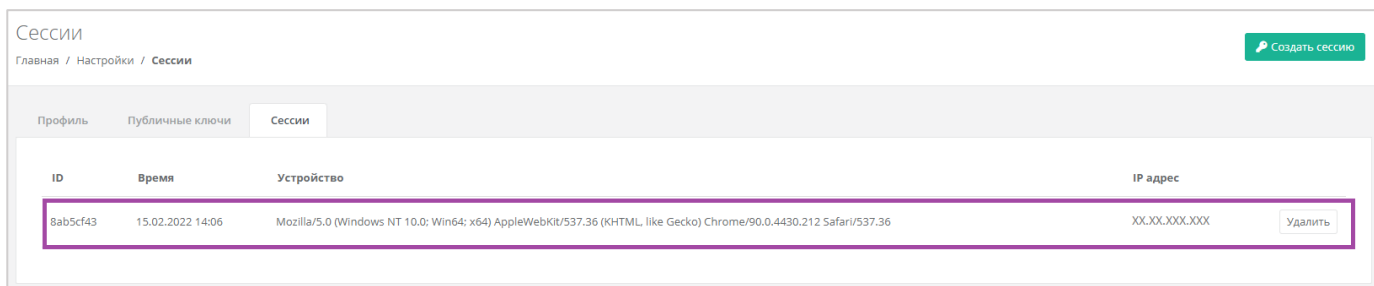 Сессии
Создать сессию
Главная / Настройки / Сессии
Профиль Публичные ключи Сессии
ID Время Устройство IP адрес
8ab5cf43 15.02.2022 14:06 Mozilla/5.0 (Windows NT 10.0; Win64; x64) AppleWebKit/537.36 (KHTML, like Gecko) Chrome/90.0.4430.212 Safari/537.36 XX.XX.XXX.XXX Удалить